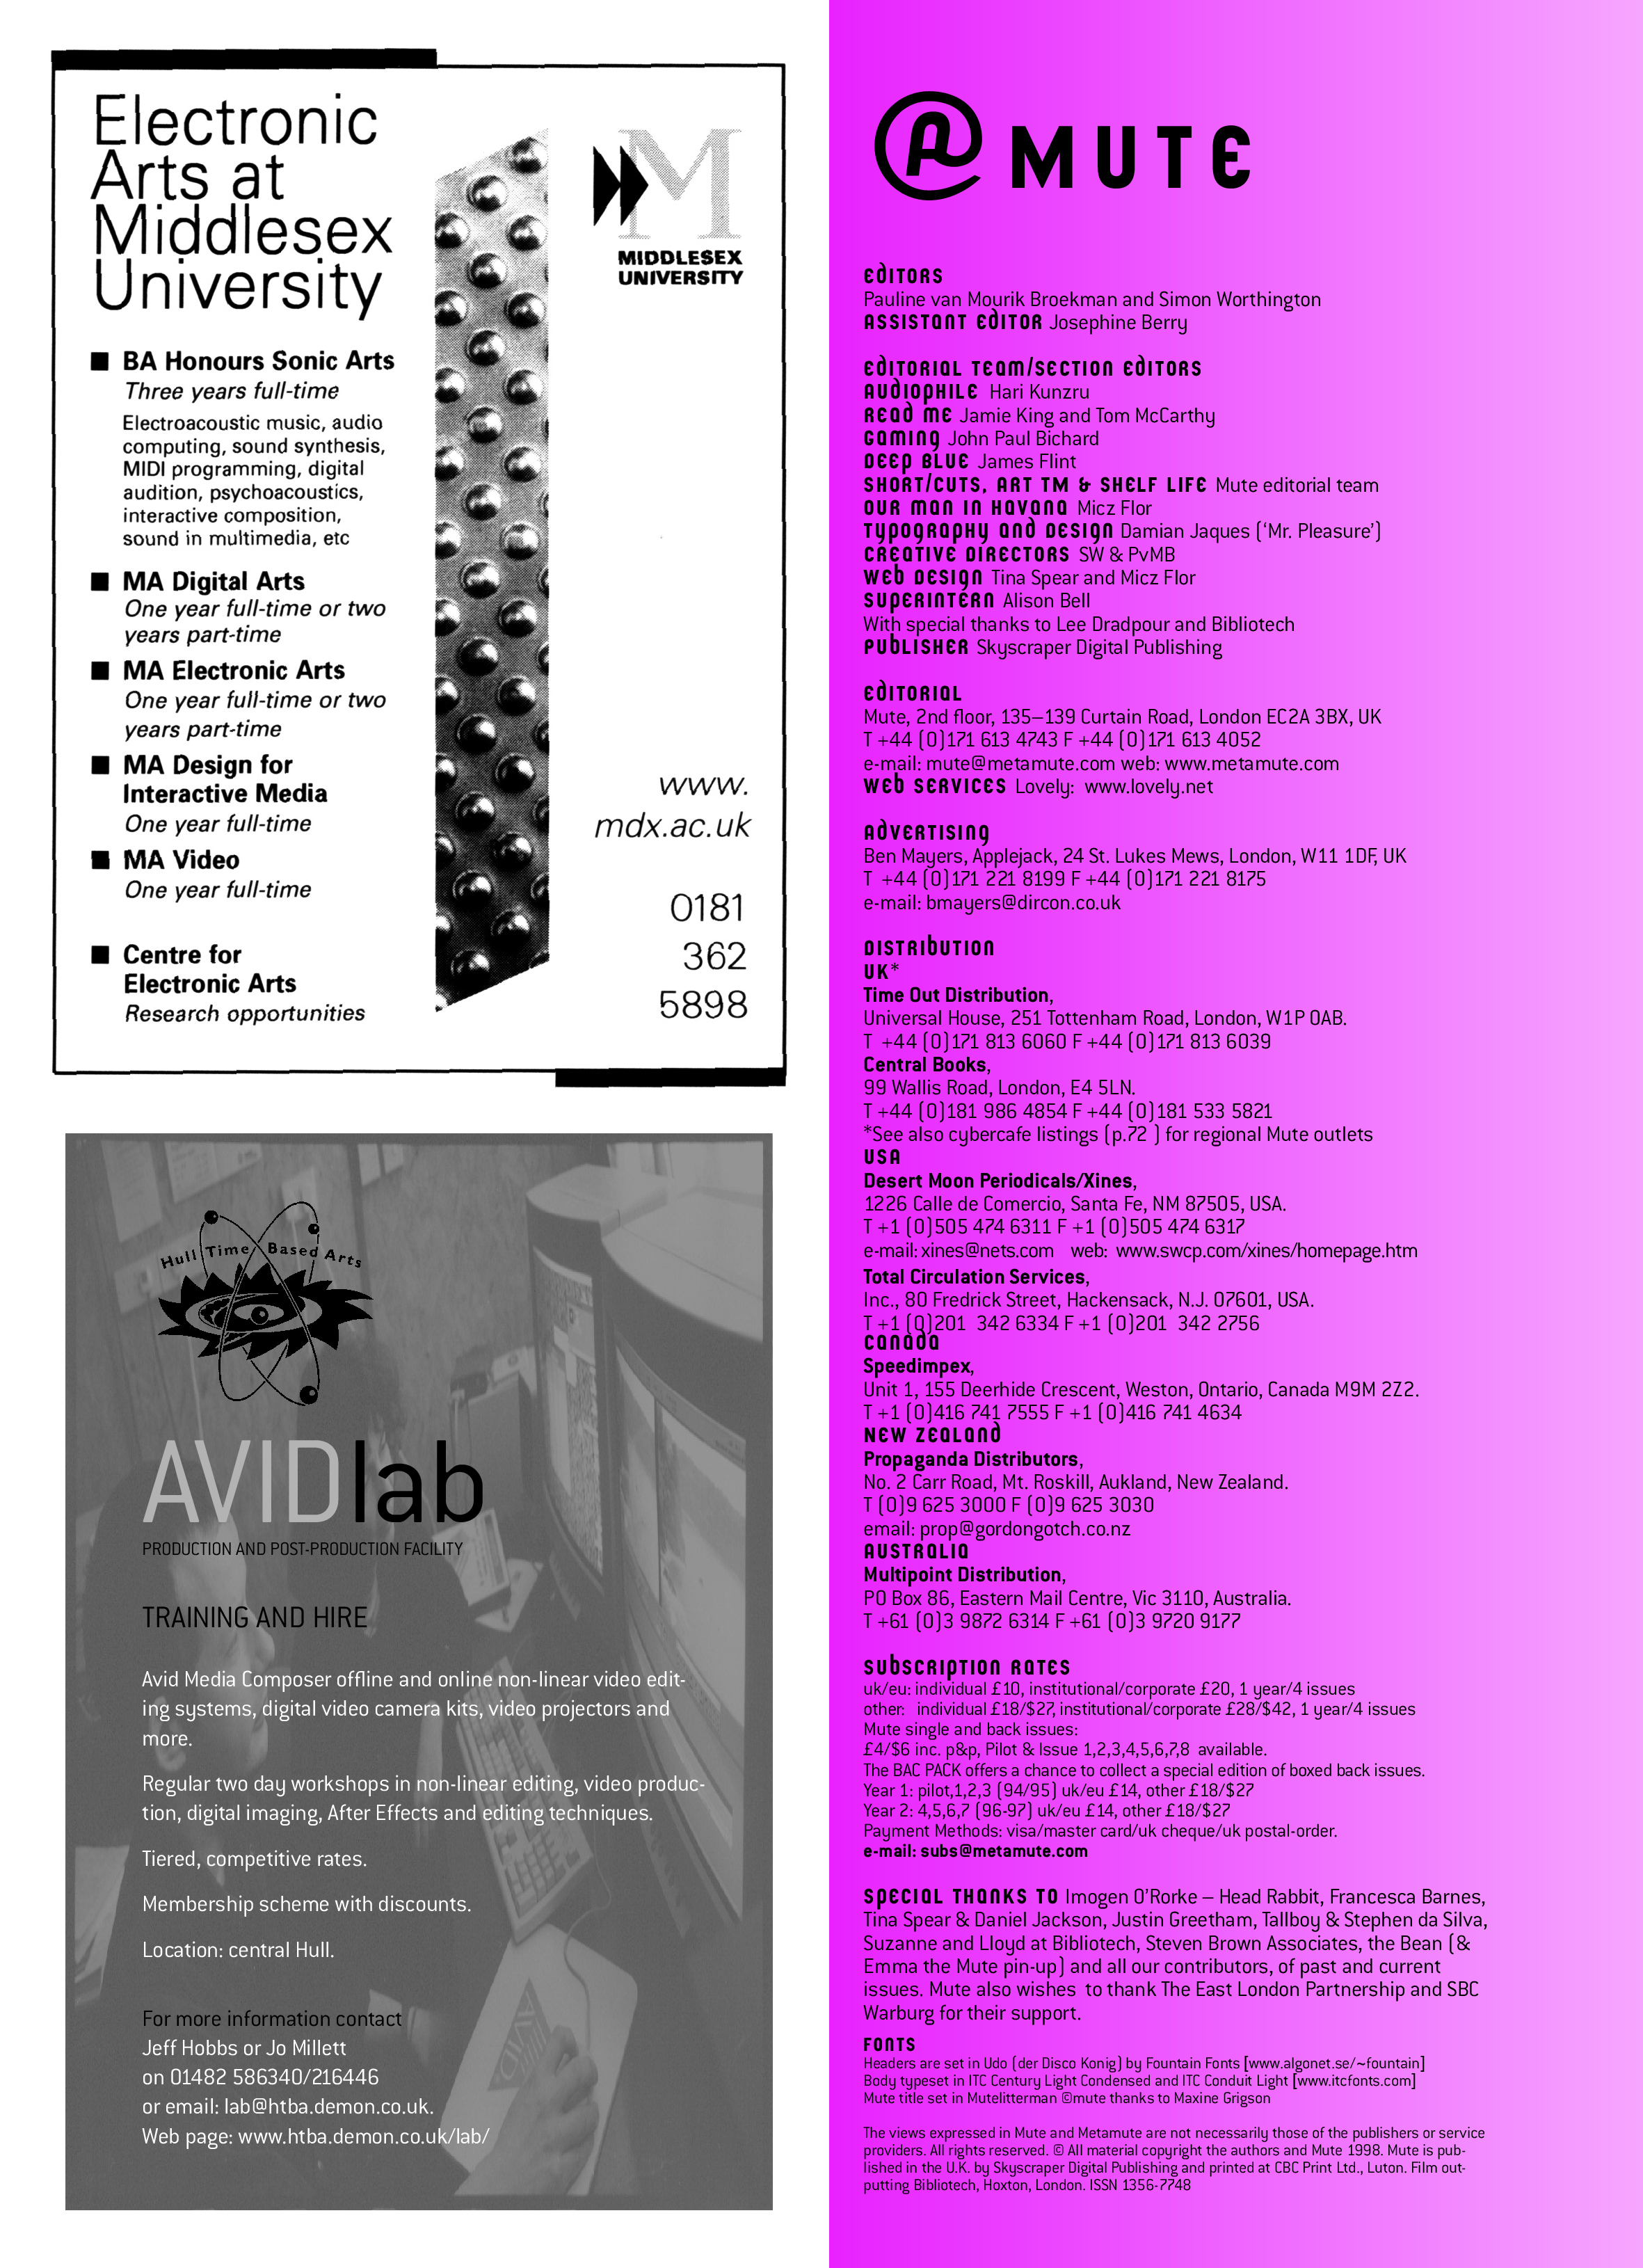 Electronic
Arts at
Middlesex
University
BA Honours Sonic Arts
Three years full-time
Electroacoustic music, audio
computing, sound synthesis,
MIDI programming, digital
audition, psychoacoustics,
interactive composition,
sound in multimedia, etc
MA Digital Arts
One year full-time or two
years part-time
MA Electronic Arts
One year full-time or two
years part-time
MA Design for
Interactive Media
One year full-time
MA Video
One year full-time
Centre for
Electronic Arts
Research opportunities
M
MIDDLESEX
UNIVERSITY
www.
mdx.ac.uk
0181
362
5898
Hull Time Based Arts
AVIDlab
PRODUCTION AND POST-PRODUCTION FACILITY
TRAINING AND HIRE
Avid Media Composer offline and online non-linear video edit-
ing systems, digital video camera kits, video projectors and
more.
Regular two day workshops in non-linear editing, video produc-
tion, digital imaging, After Effects and editing techniques.
Tiered, competitive rates.
Membership scheme with discounts.
Location: central Hull.
For more information contact
Jeff Hobbs or Jo Millett
on 01482 586340/216446
or email: lab@htba.demon.co.uk.
Web page: www.htba.demon.co.uk/lab/
AVID
@ MUTE
EDITORS
Pauline van Mourik Broekman and Simon Worthington
ASSISTANT EDITOR Josephine Berry
EDITORIAL TEAM/SECTION EDITORS
AUDIOPHILE Hari Kunzru
READ ME Jamie King and Tom McCarthy
GAMING John Paul Bichard
DEEP BLUE James Flint
SHORT/CUTS, ART TM & SHELF LIFE Mute editorial team
OUR MAN IN HAVANA Micz Flor
TYPOGRAPHY AND DESIGN Damian Jaques (‘Mr. Pleasure’)
CREATIVE DIRECTORS SW & PvMB
WEB DESIGN Tina Spear and Micz Flor
SUPERINTERN Alison Bell
With special thanks to Lee Dradpour and Bibliotech
PUBLISHER Skyscraper Digital Publishing
EDITORIAL
Mute, 2nd floor, 135–139 Curtain Road, London EC2A 3BX, UK
T +44 (0)171 613 4743 F +44 (0)171 613 4052
e-mail: mute@metamute.com web: www.metamute.com
WEB SERVICES Lovely: www.lovely.net
ADVERTISING
Ben Mayers, Applejack, 24 St. Lukes Mews, London, W11 1DF, UK
T +44 (0)171 221 8199 F +44 (0)171 221 8175
e-mail: bmayers@dircon.co.uk
DISTRIBUTION
UK*
Time Out Distribution,
Universal House, 251 Tottenham Road, London, W1P 0AB.
T +44 (0)171 813 6060 F +44 (0)171 813 6039
Central Books,
99 Wallis Road, London, E4 5LN.
T +44 (0)181 986 4854 F +44 (0)181 533 5821
*See also cybercafe listings (p.72 ) for regional Mute outlets
USA
Desert Moon Periodicals/Xines,
1226 Calle de Comercio, Santa Fe, NM 87505, USA.
T +1 (0)505 474 6311 F +1 (0)505 474 6317
e-mail: xines@nets.com web: www.swcp.com/xines/homepage.htm
Total Circulation Services,
Inc., 80 Fredrick Street, Hackensack, N.J. 07601, USA.
T +1 (0)201 342 6334 F +1 (0)201 342 2756
CANADA
Speedimpex,
Unit 1, 155 Deerhide Crescent, Weston, Ontario, Canada M9M 2Z2.
T +1 (0)416 741 7555 F +1 (0)416 741 4634
NEW ZEALAND
Propaganda Distributors,
No. 2 Carr Road, Mt. Roskill, Aukland, New Zealand.
T (0)9 625 3000 F (0)9 625 3030
email: prop@gordongotch.co.nz
AUSTRALIA
Multipoint Distribution,
PO Box 86, Eastern Mail Centre, Vic 3110, Australia.
T +61 (0)3 9872 6314 F +61 (0)3 9720 9177
SUBSCRIPTION RATES
uk/eu: individual £10, institutional/corporate £20, 1 year/4 issues
other: individual £18/$27, institutional/corporate £28/$42, 1 year/4 issues
Mute single and back issues:
£4/$6 inc. p&p, Pilot & Issue 1,2,3,4,5,6,7,8 available.
The BAC PACK offers a chance to collect a special edition of boxed back issues.
Year 1: pilot,1,2,3 (94/95) uk/eu £14, other £18/$27
Year 2: 4,5,6,7 (96-97) uk/eu £14, other £18/$27
Payment Methods: visa/master card/uk cheque/uk postal-order.
e-mail: subs@metamute.com
SPECIAL THANKS TO Imogen O’Rorke – Head Rabbit, Francesca Barnes,
Tina Spear & Daniel Jackson, Justin Greetham, Tallboy & Stephen da Silva,
Suzanne and Lloyd at Bibliotech, Steven Brown Associates, the Bean (&
Emma the Mute pin-up) and all our contributors, of past and current
issues. Mute also wishes to thank The East London Partnership and SBC
Warburg for their support.
FONTS
Headers are set in Udo (der Disco Konig) by Fountain Fonts [www.algonet.se/~fountain]
Body typeset in ITC Century Light Condensed and ITC Conduit Light [www.itcfonts.com]
Mute title set in Mutelitterman ©mute thanks to Maxine Grigson
The views expressed in Mute and Metamute are not necessarily those of the publishers or service
providers. All rights reserved. © All material copyright the authors and Mute 1998. Mute is pub-
lished in the U.K. by Skyscraper Digital Publishing and printed at CBC Print Ltd., Luton. Film out-
putting Bibliotech, Hoxton, London. ISSN 1356-7748